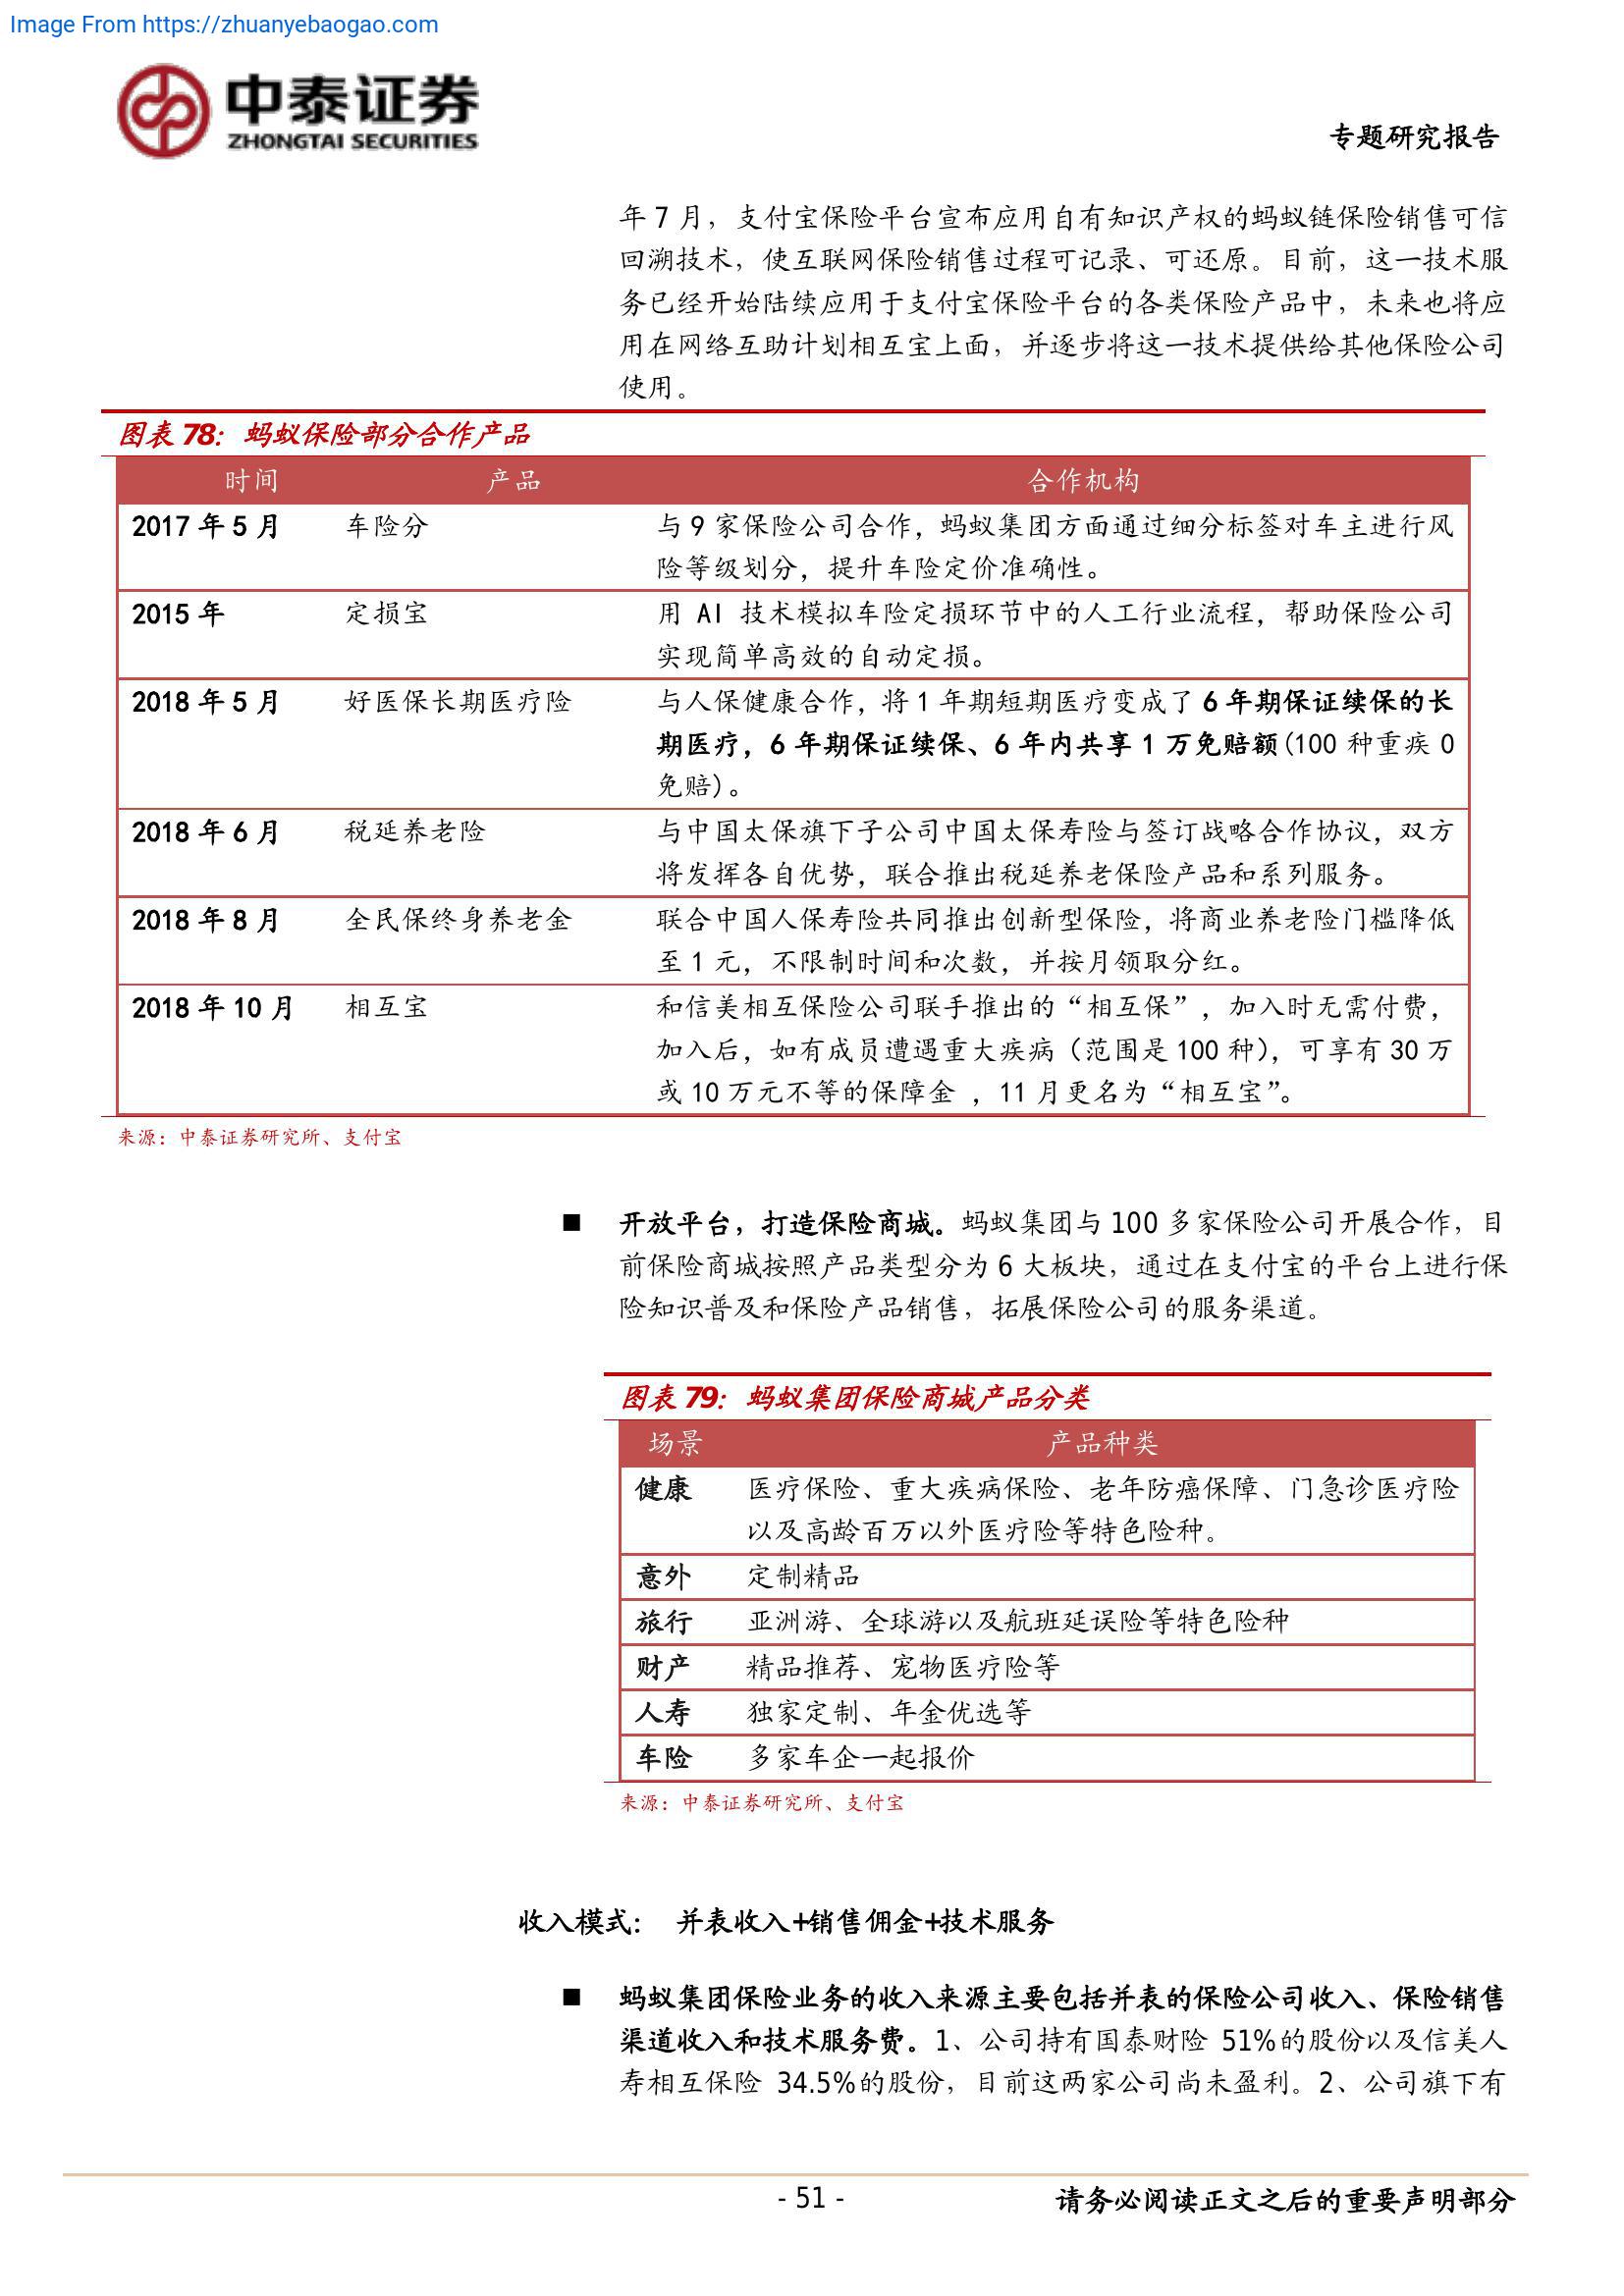 Image From https://zhuanyebaogao.com
中泰证券
ZHONGTAI SECURITIES
专题研究报告
年 7 月，支付宝保险平台宣布应用自有知识产权的蚂蚁链保险销售可信
回溯技术，使互联网保险销售过程可记录、可还原。目前，这一技术服
务已经开始陆续应用于支付宝保险平台的各类保险产品中，未来也将应
用在网络互助计划相互宝上面，并逐步将这一技术提供给其他保险公司
使用。
图表 78：蚂蚁保险部分合作产品
时间 产品 合作机构
2017 年 5 月 车险分 与 9 家保险公司合作，蚂蚁集团方面通过细分标签对车主进行风
险等级划分，提升车险定价准确性。
2015 年 定损宝 用 AI 技术模拟车险定损环节中的人工行业流程，帮助保险公司
实现简单高效的自动定损。
2018 年 5 月 好医保长期医疗险 与人保健康合作，将 1 年期短期医疗变成了 6 年期保证续保的长
期医疗，6 年期保证续保、6 年内共享 1 万免赔额(100 种重疾 0
免赔)。
2018 年 6 月 税延养老险 与中国太保旗下子公司中国太保寿险与签订战略合作协议，双方
将发挥各自优势，联合推出税延养老保险产品和系列服务。
2018 年 8 月 全民保终身养老金 联合中国人保寿险共同推出创新型保险，将商业养老险门槛降低
至 1 元，不限制时间和次数，并按月领取分红。
2018 年 10 月 相互宝 和信美相互保险公司联手推出的“相互保”，加入时无需付费，
加入后，如有成员遭遇重大疾病（范围是 100 种），可享有 30 万
或 10 万元不等的保障金 ，11 月更名为“相互宝”。
来源：中泰证券研究所、支付宝
■ 开放平台，打造保险商城。蚂蚁集团与 100 多家保险公司开展合作，目
前保险商城按照产品类型分为 6 大板块，通过在支付宝的平台上进行保
险知识普及和保险产品销售，拓展保险公司的服务渠道。
图表 79：蚂蚁集团保险商城产品分类
场景 产品种类
健康 医疗保险、重大疾病保险、老年防癌保障、门急诊医疗险
以及高龄百万以外医疗险等特色险种。
意外 定制精品
旅行 亚洲游、全球游以及航班延误险等特色险种
财产 精品推荐、宠物医疗险等
人寿 独家定制、年金优选等
车险 多家车企一起报价
来源：中泰证券研究所、支付宝
收入模式： 并表收入+销售佣金+技术服务
■ 蚂蚁集团保险业务的收入来源主要包括并表的保险公司收入、保险销售
渠道收入和技术服务费。1、公司持有国泰财险 51%的股份以及信美人
寿相互保险 34.5%的股份，目前这两家公司尚未盈利。2、公司旗下有
- 51 -
请务必阅读正文之后的重要声明部分